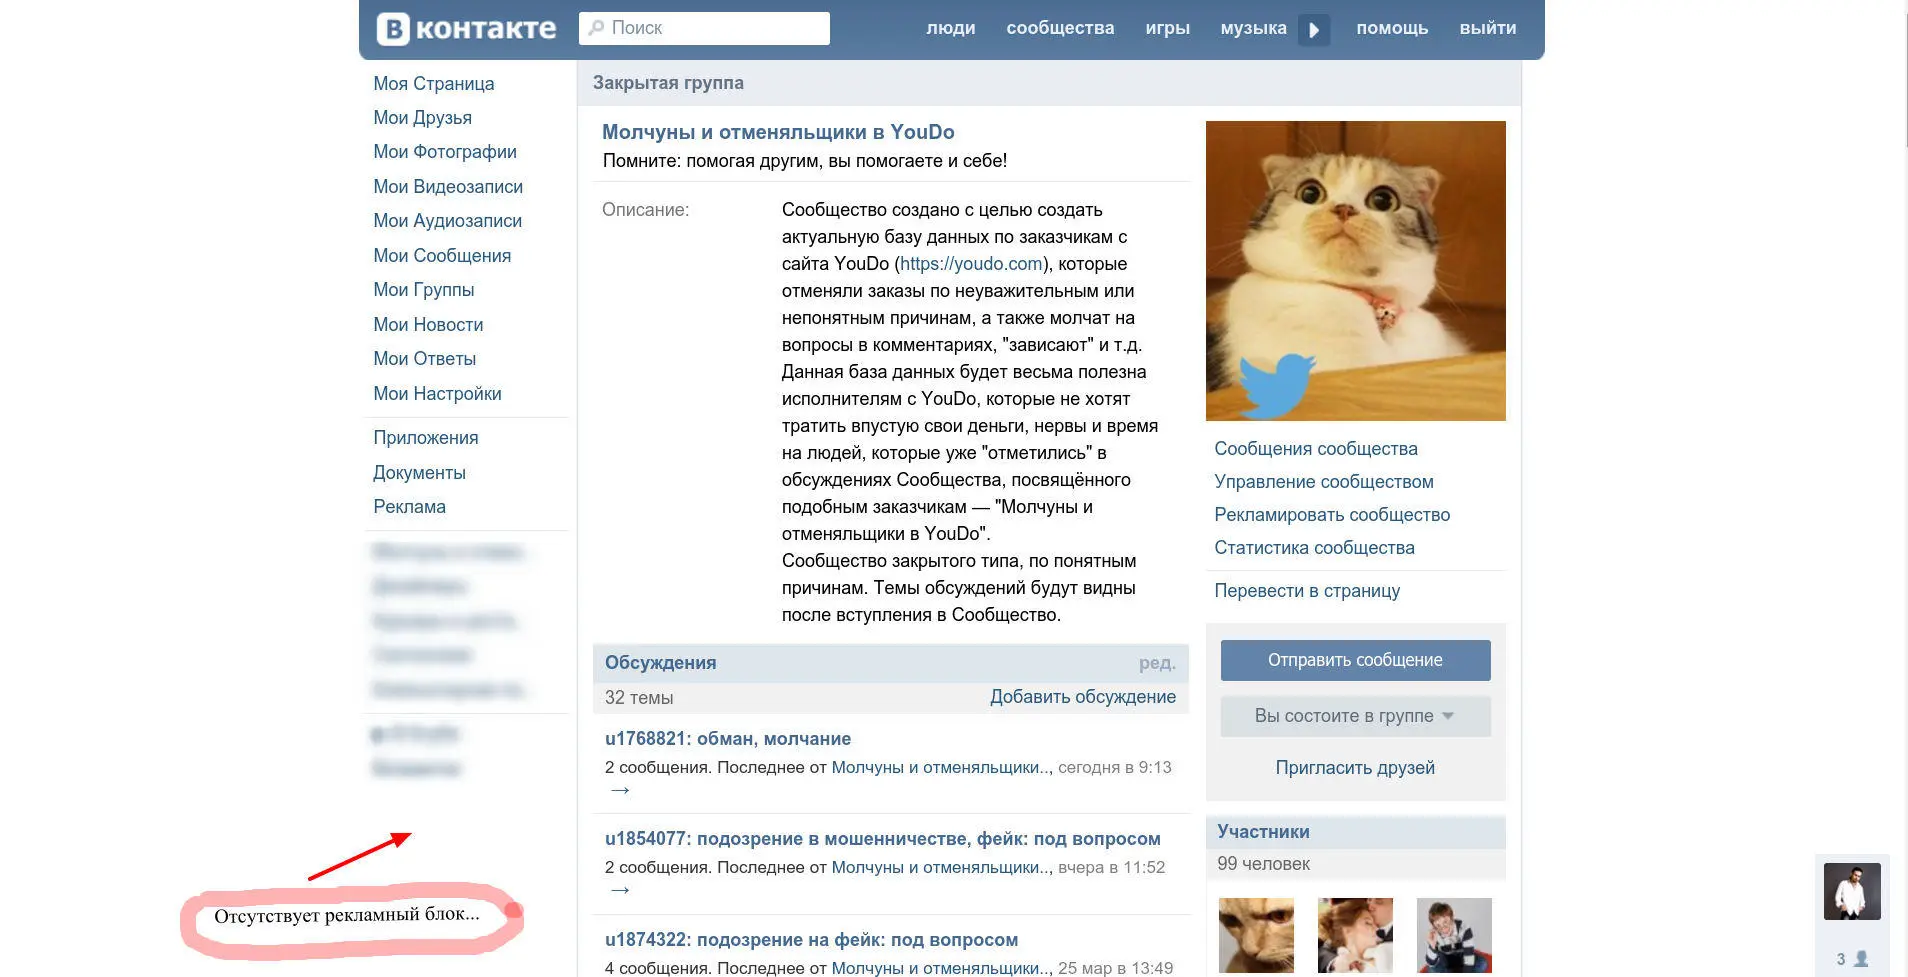 В контакте
Поиск
люди сообщества игры музыка помощь выйти
Моя Страница
Мои Друзья
Мои Фотографии
Мои Видеозаписи
Мои Аудиозаписи
Мои Сообщения
Мои Группы
Мои Новости
Мои Ответы
Мои Настройки
Приложения
Документы
Реклама
Отсутствует рекламный блок...
Закрытая группа
Молчуны и отменяльщики в YouDo
Помните: помогая другим, вы помогаете и себе!
Описание:
Сообщество создано с целью создать
актуальную базу данных по заказчикам с
сайта YouDo (https://youdo.com), которые
отменяли заказы по неуважительным или
непонятным причинам, а также молчат на
вопросы в комментариях, "зависают" и т.д.
Данная база данных будет весьма полезна
исполнителям с YouDo, которые не хотят
тратить впустую свои деньги, нервы и время
на людей, которые уже "отметились" в
обсуждениях Сообщества, посвящённого
подобным заказчикам — "Молчуны и
отменяльщики в YouDo".
Сообщество закрытого типа, по понятным
причинам. Темы обсуждений будут видны
после вступления в Сообщество.
Обсуждения ред.
32 темы Добавить обсуждение
u1768821: обман, молчание
2 сообщения. Последнее от Молчуны и отменяльщики.., сегодня в 9:13
→
u1854077: подозрение в мошенничестве, фейк: под вопросом
2 сообщения. Последнее от Молчуны и отменяльщики.., вчера в 11:52
→
u1874322: подозрение на фейк: под вопросом
4 сообщения. Последнее от Молчуны и отменяльщики.., 25 мар в 13:49
Сообщения сообщества
Управление сообществом
Рекламировать сообщество
Статистика сообщества
Перевести в страницу
Отправить сообщение
Вы состоите в группе
Пригласить друзей
Участники
99 человек
3